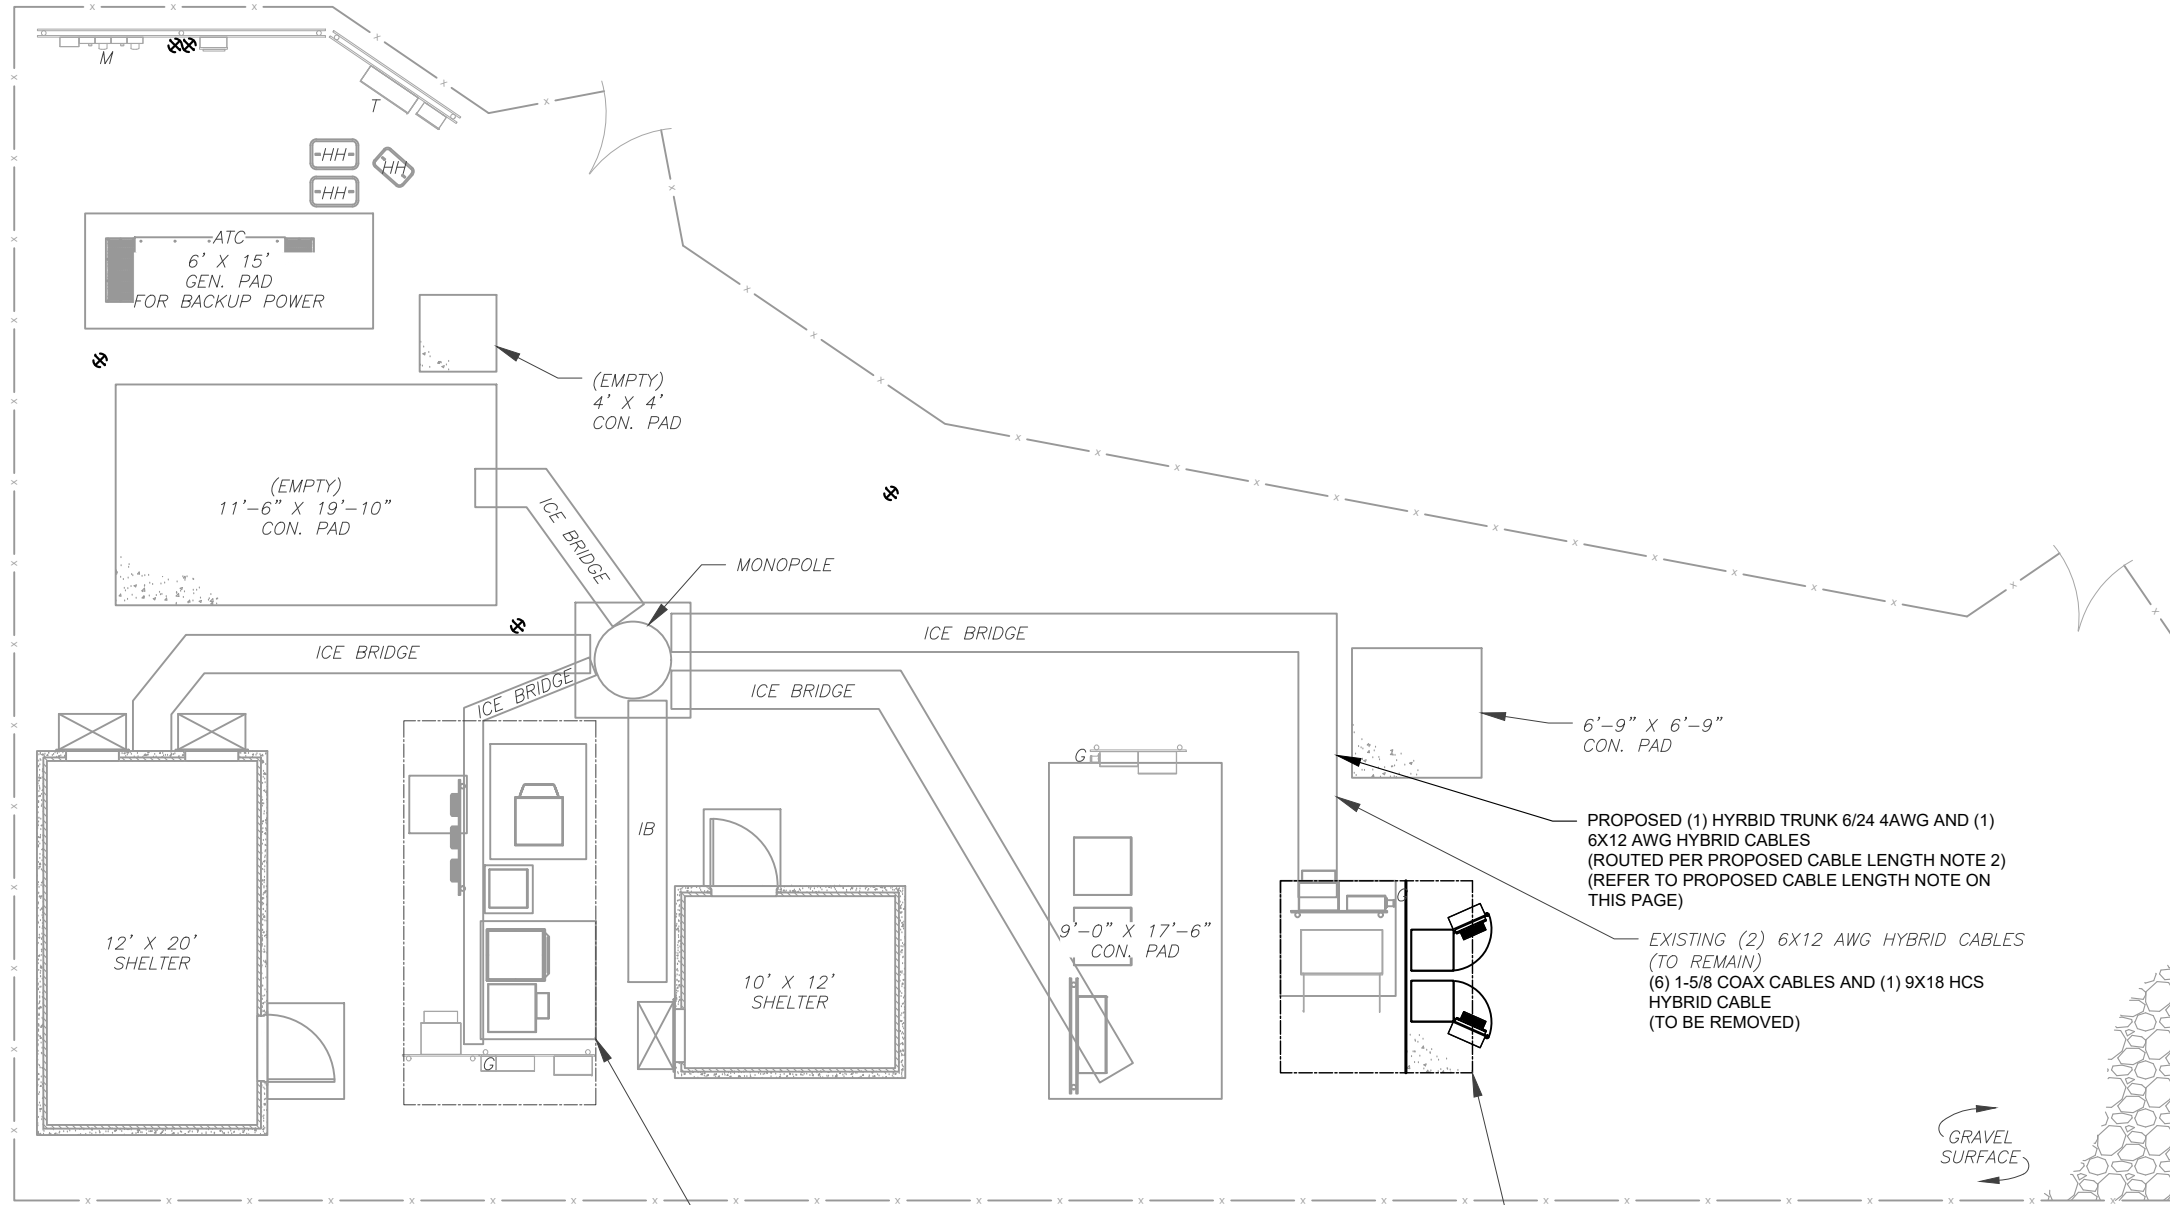 M
T
-HH-
HH
-HH-
ATC
6' X 15'
GEN. PAD
FOR BACKUP POWER
(EMPTY)
4' X 4'
CON. PAD
(EMPTY)
11'-6" X 19'-10"
CON. PAD
ICE BRIDGE
MONOPOLE
ICE BRIDGE
ICE BRIDGE
ICE BRIDGE
ICE BRIDGE
IB
G
6'-9" X 6'-9"
CON. PAD
PROPOSED (1) HYRBID TRUNK 6/24 4AWG AND (1)
6X12 AWG HYBRID CABLES
(ROUTED PER PROPOSED CABLE LENGTH NOTE 2)
(REFER TO PROPOSED CABLE LENGTH NOTE ON
THIS PAGE)
EXISTING (2) 6X12 AWG HYBRID CABLES
(TO REMAIN)
(6) 1-5/8 COAX CABLES AND (1) 9X18 HCS
HYBRID CABLE
(TO BE REMOVED)
G
12' X 20'
SHELTER
9'-0" X 17'-6"
CON. PAD
10' X 12'
SHELTER
G
GRAVEL
SURFACE